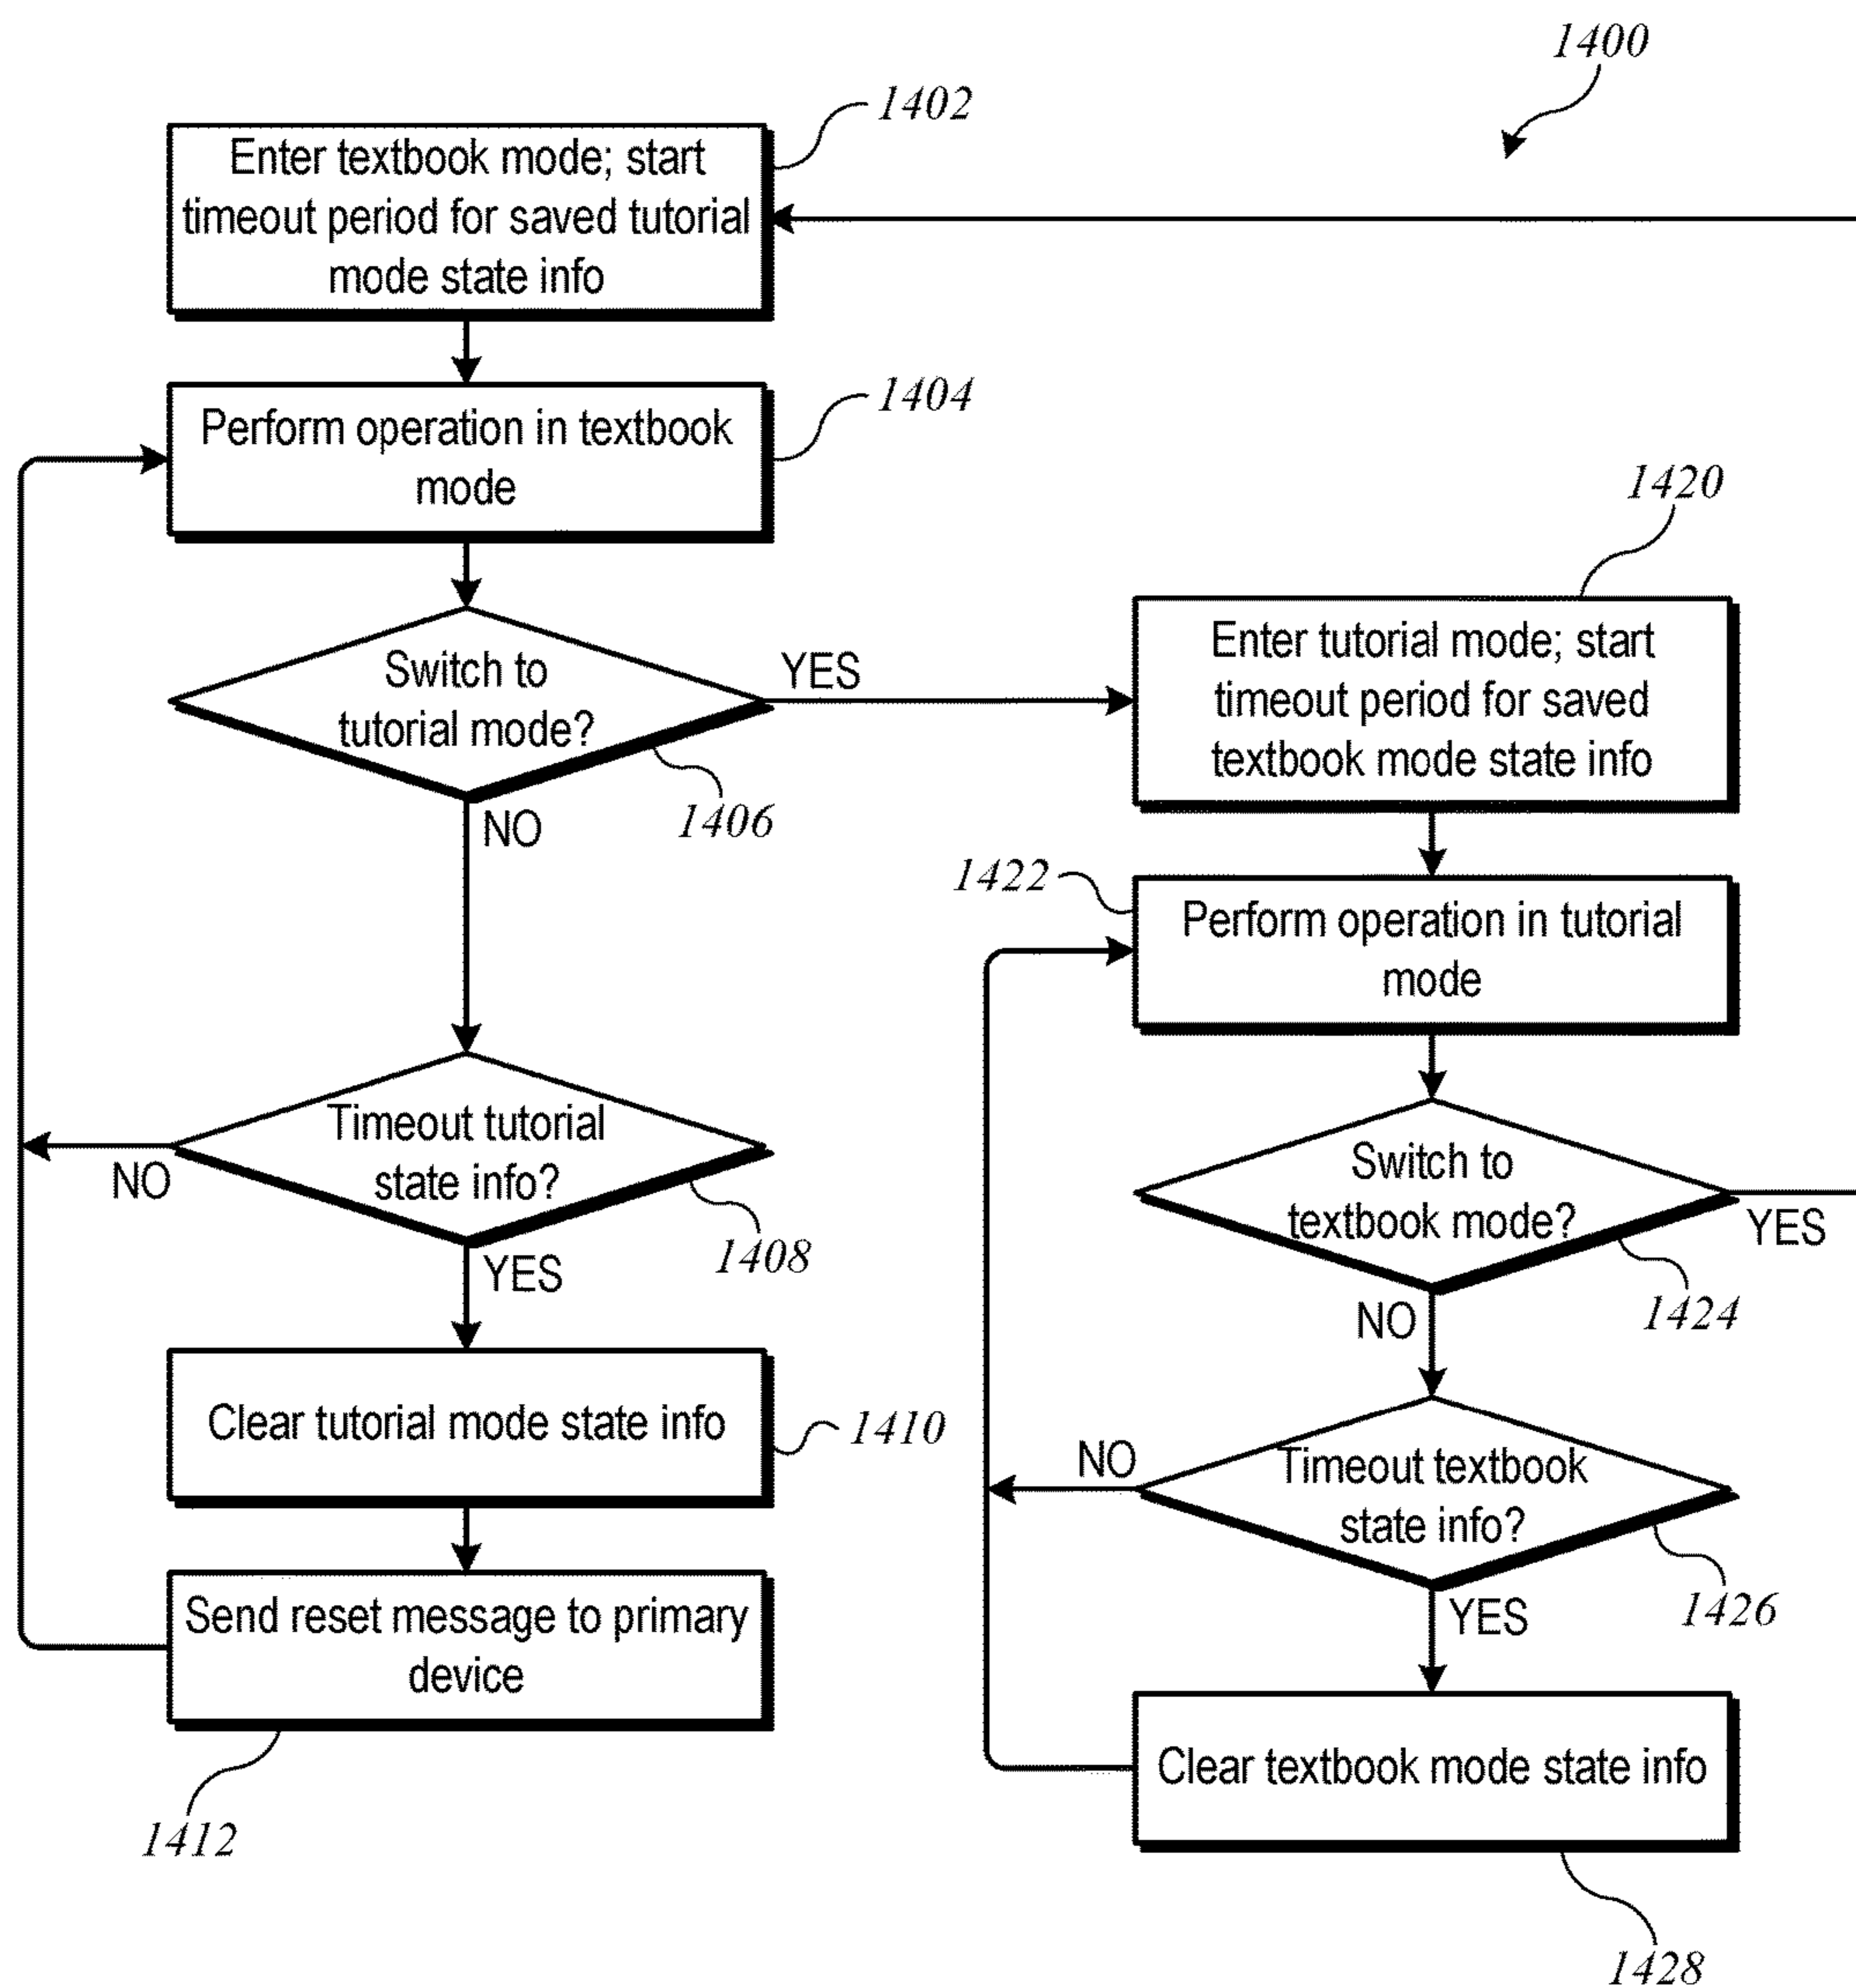 1400
1402
Enter textbook mode; start
timeout period for saved tutorial
mode state info
1404
Perform operation in textbook
mode
Switch to
tutorial mode?
YES
1406
NO
Timeout tutorial
state info?
NO
1408
YES
Clear tutorial mode state info
1410
Send reset message to primary
device
1412
1420
Enter tutorial mode; start
timeout period for saved
textbook mode state info
1422
Perform operation in tutorial
mode
Switch to
textbook mode?
YES
1424
NO
Timeout textbook
state info?
NO
1426
YES
Clear textbook mode state info
1428